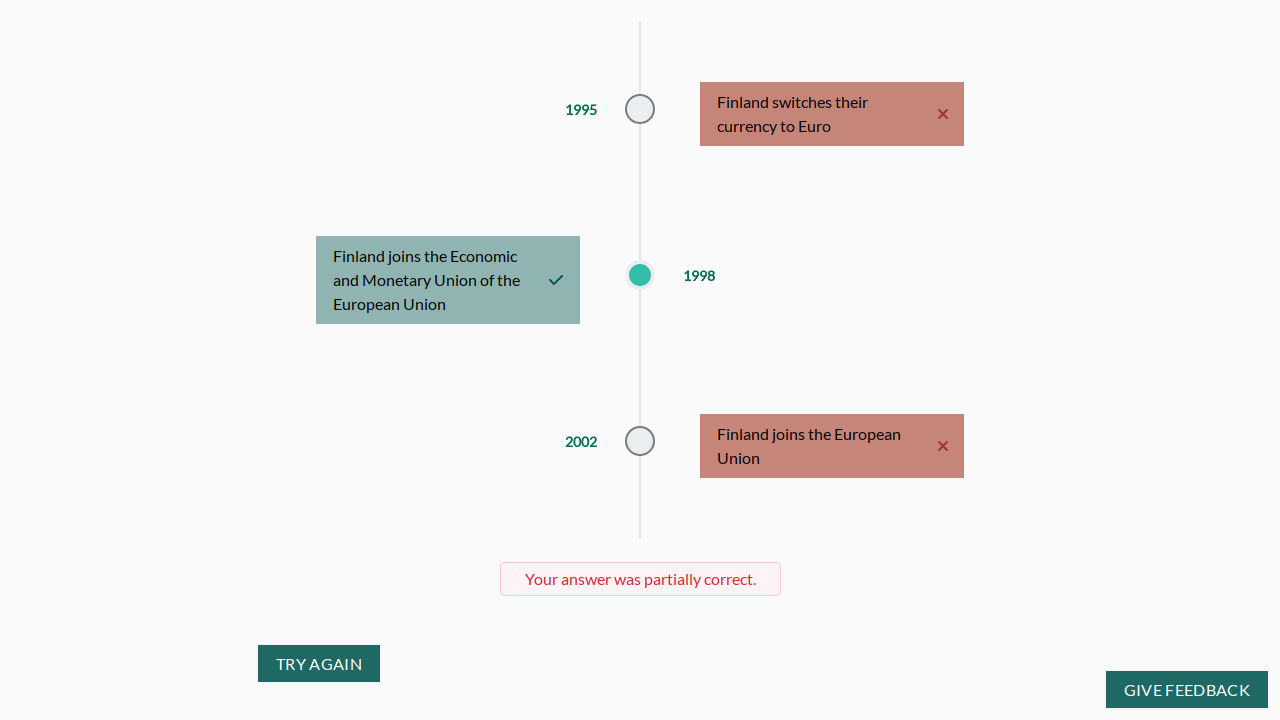 1995
Finland switches their
currency to Euro
Finland joins the Economic
and Monetary Union of the
European Union
1998
2002
Finland joins the European
Union
Your answer was partially correct.
TRY AGAIN
GIVE FEEDBACK